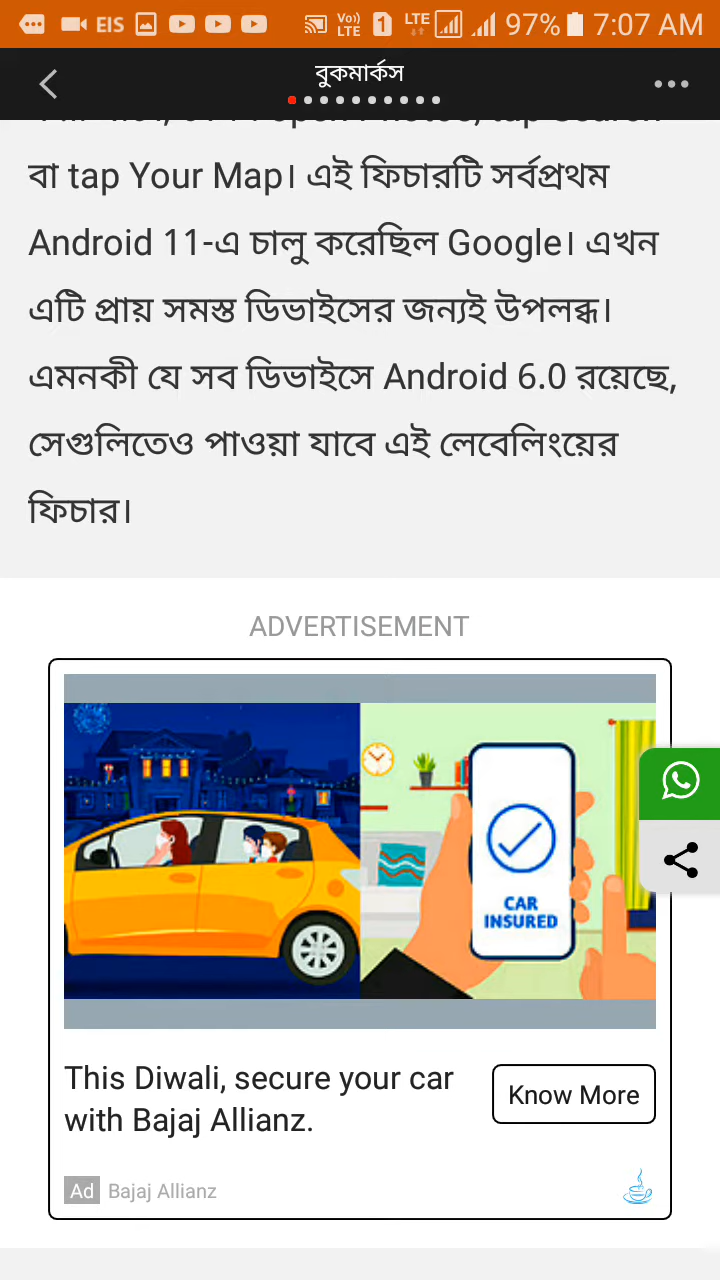 EIS Vo)) LTE 1 LTE 97% 7:07 AM
বুকমার্কস
বা tap Your Map। এই ফিচারটি সর্বপ্রথম
Android 11-এ চালু করেছিল Google। এখন
এটি প্রায় সমস্ত ডিভাইসের জন্যই উপলব্ধ।
এমনকী যে সব ডিভাইসে Android 6.0 রয়েছে,
সেগুলিতেও পাওয়া যাবে এই লেবেলিংয়ের
ফিচার।
ADVERTISEMENT
CAR
INSURED
This Diwali, secure your car
with Bajaj Allianz.
Know More
Ad Bajaj Allianz